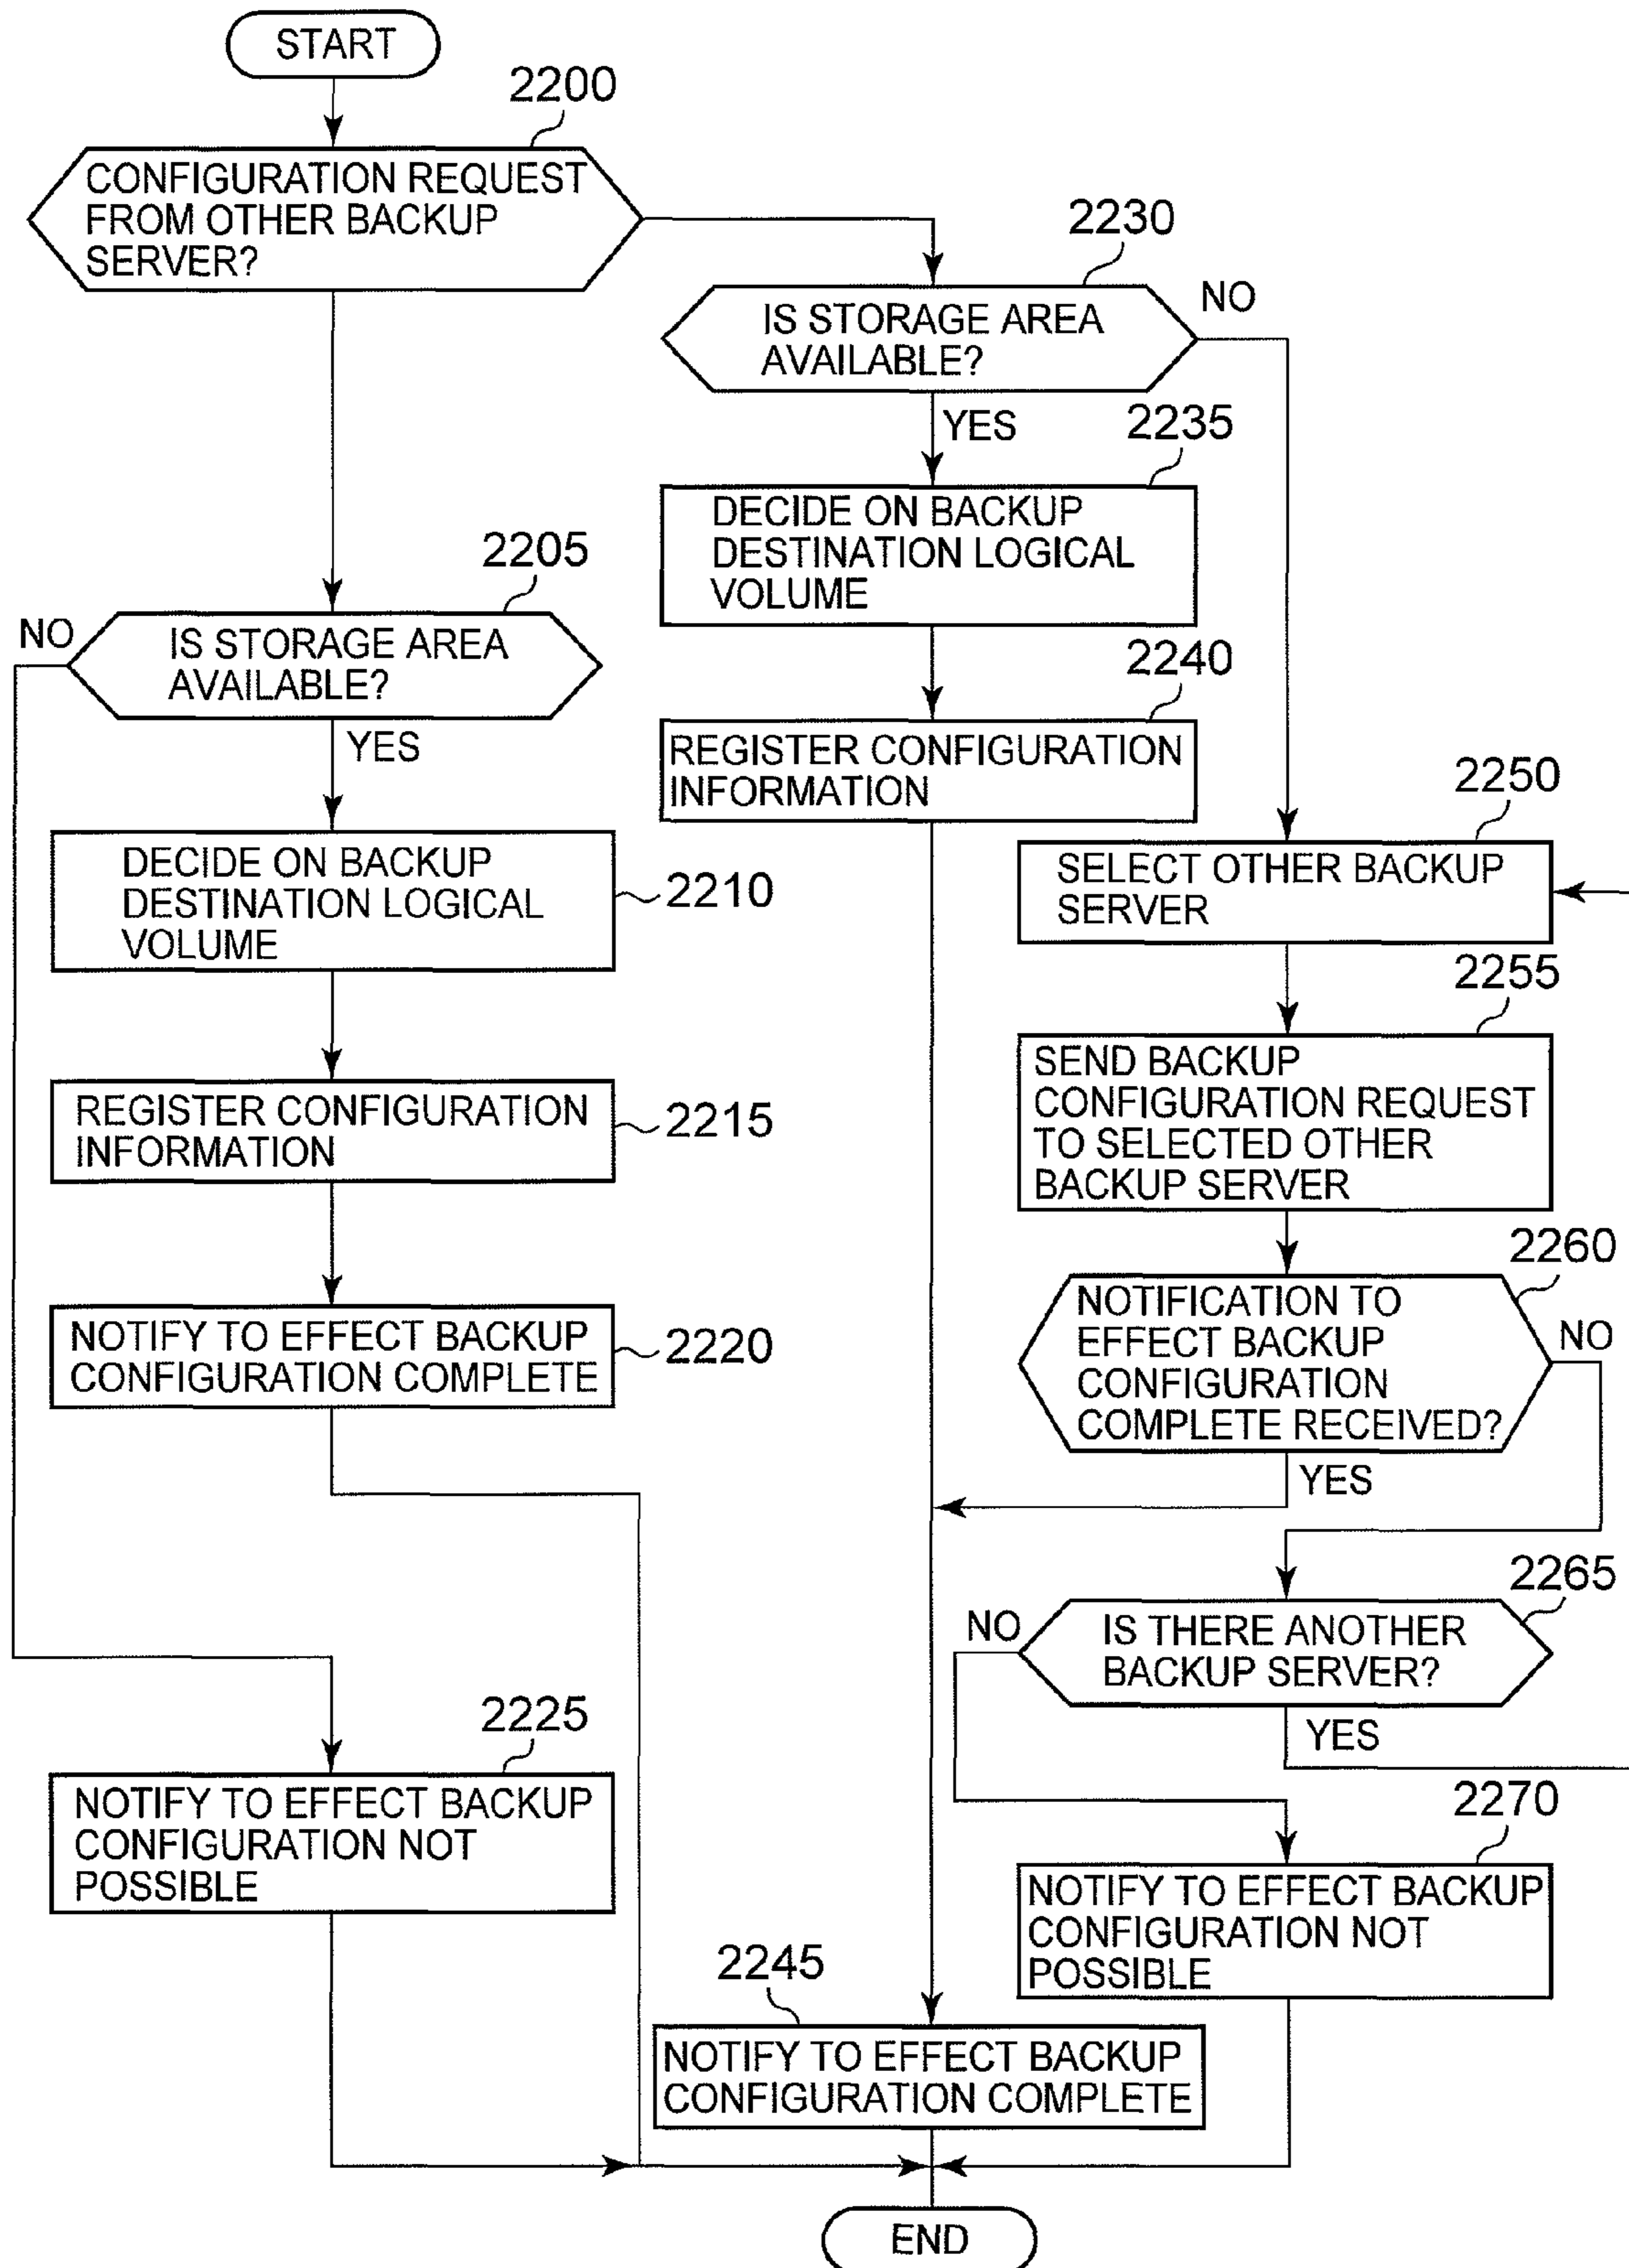 START
2200
CONFIGURATION REQUEST
FROM OTHER BACKUP
SERVER?
2230
IS STORAGE AREA
AVAILABLE?
NO
YES
2235
DECIDE ON BACKUP
DESTINATION LOGICAL
VOLUME
2205
NO
IS STORAGE AREA
AVAILABLE?
YES
2240
REGISTER CONFIGURATION
INFORMATION
2210
DECIDE ON BACKUP
DESTINATION LOGICAL
VOLUME
2250
SELECT OTHER BACKUP
SERVER
2215
REGISTER CONFIGURATION
INFORMATION
2255
SEND BACKUP
CONFIGURATION REQUEST
TO SELECTED OTHER
BACKUP SERVER
2220
NOTIFY TO EFFECT BACKUP
CONFIGURATION COMPLETE
2260
NOTIFICATION TO
EFFECT BACKUP
CONFIGURATION
COMPLETE RECEIVED?
NO
YES
2265
NO
IS THERE ANOTHER
BACKUP SERVER?
YES
2225
NOTIFY TO EFFECT BACKUP
CONFIGURATION NOT
POSSIBLE
2270
NOTIFY TO EFFECT BACKUP
CONFIGURATION NOT
POSSIBLE
2245
NOTIFY TO EFFECT BACKUP
CONFIGURATION COMPLETE
END